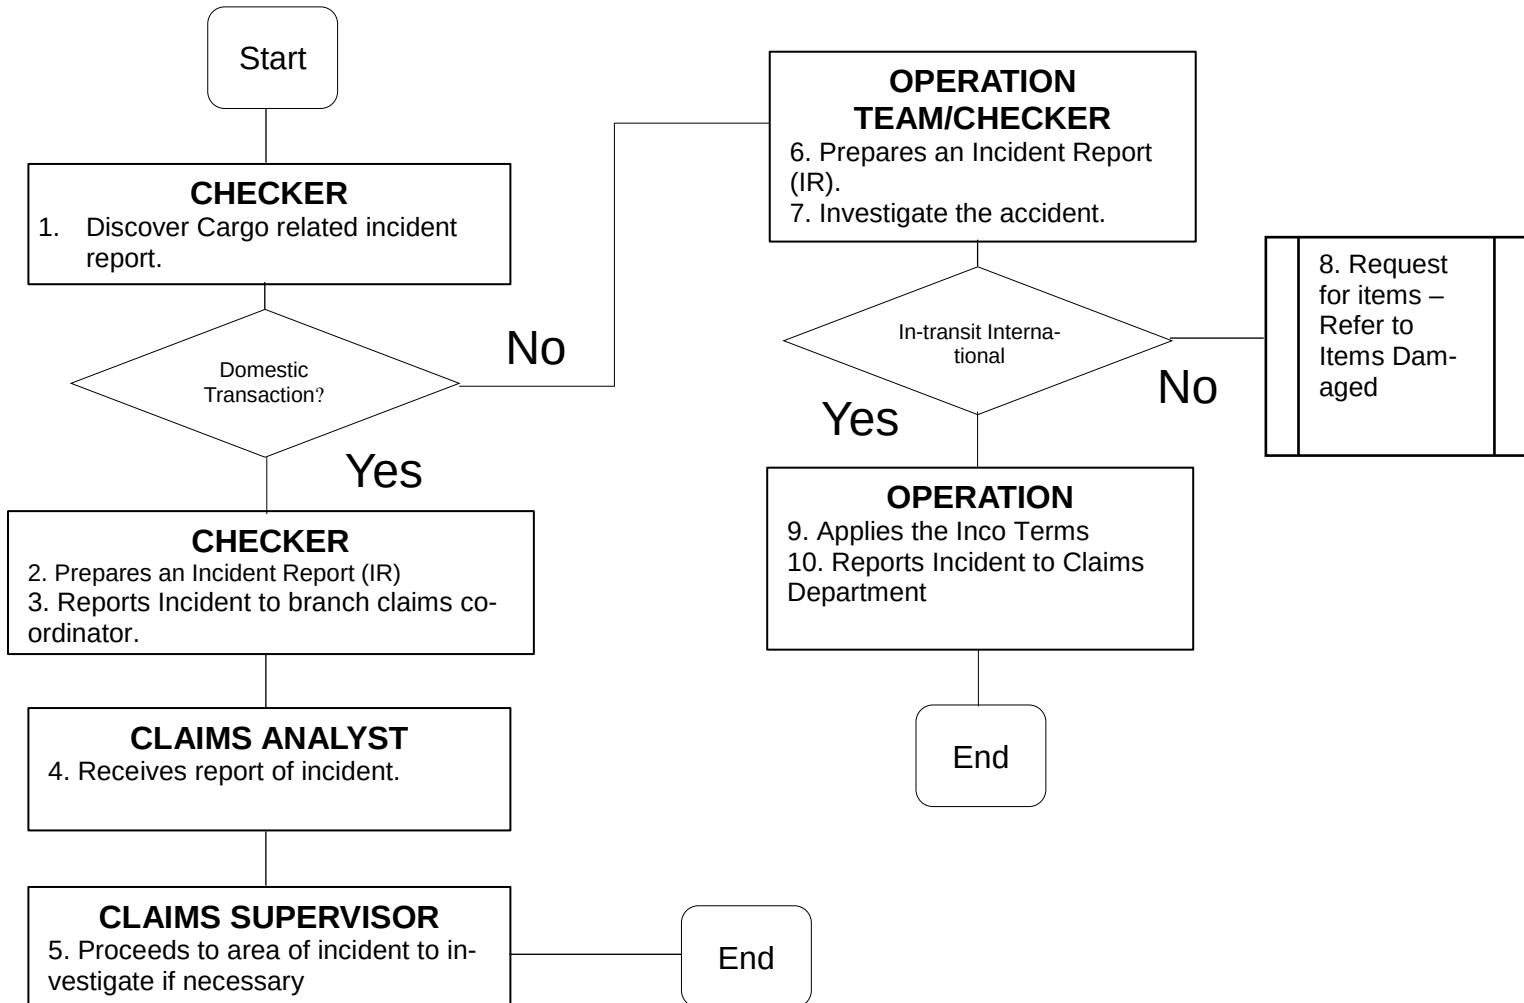 Start
CHECKER
1. Discover Cargo related incident
report.
Domestic
Transaction?
No
Yes
CHECKER
2. Prepares an Incident Report (IR)
3. Reports Incident to branch claims co-
ordinator.
CLAIMS ANALYST
4. Receives report of incident.
CLAIMS SUPERVISOR
5. Proceeds to area of incident to in-
vestigate if necessary
End
OPERATION
TEAM/CHECKER
6. Prepares an Incident Report
(IR).
7. Investigate the accident.
In-transit Interna-
tional
No
Yes
8. Request
for items –
Refer to
Items Dam-
aged
OPERATION
9. Applies the Inco Terms
10. Reports Incident to Claims
Department
End